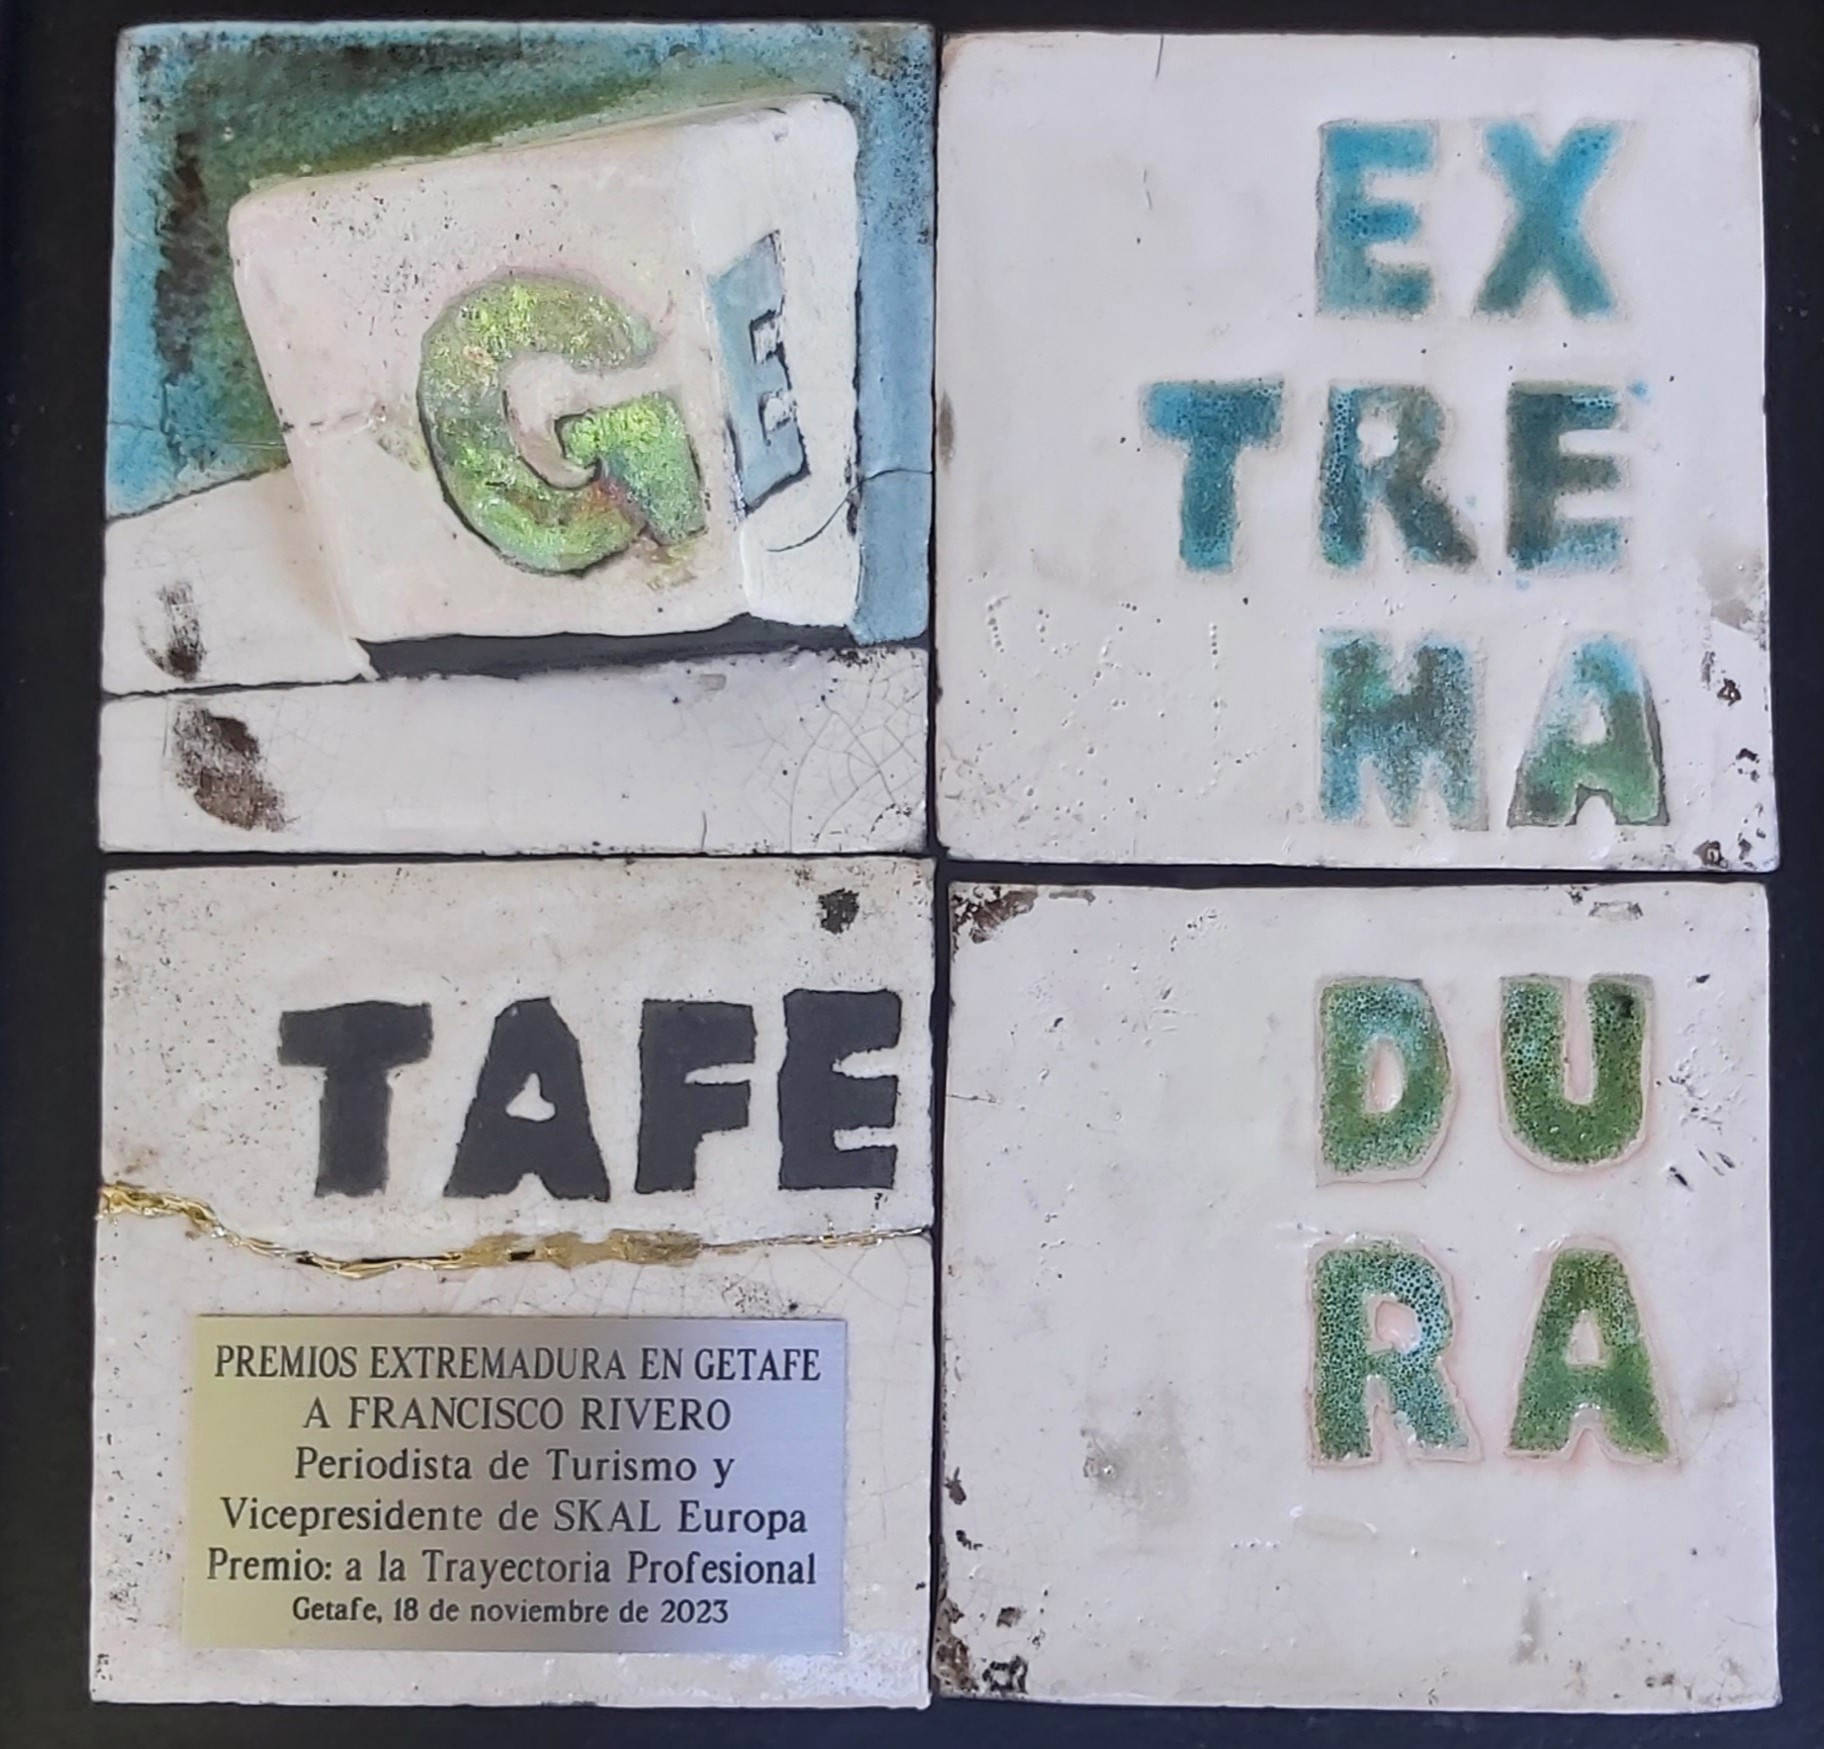 G E
TAFE
EX
TRE
MA
DU
RA
PREMIOS EXTREMADURA EN GETAFE
A FRANCISCO RIVERO
Periodista de Turismo y
Vicepresidente de SKAL Europa
Premio: a la Trayectoria Profesional
Getafe, 18 de noviembre de 2023